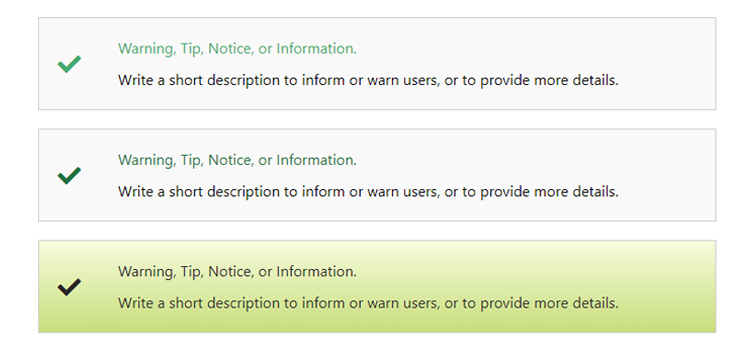 Warning, Tip, Notice, or Information.
Write a short description to inform or warn users, or to provide more details.
Warning, Tip, Notice, or Information.
Write a short description to inform or warn users, or to provide more details.
Warning, Tip, Notice, or Information.
Write a short description to inform or warn users, or to provide more details.